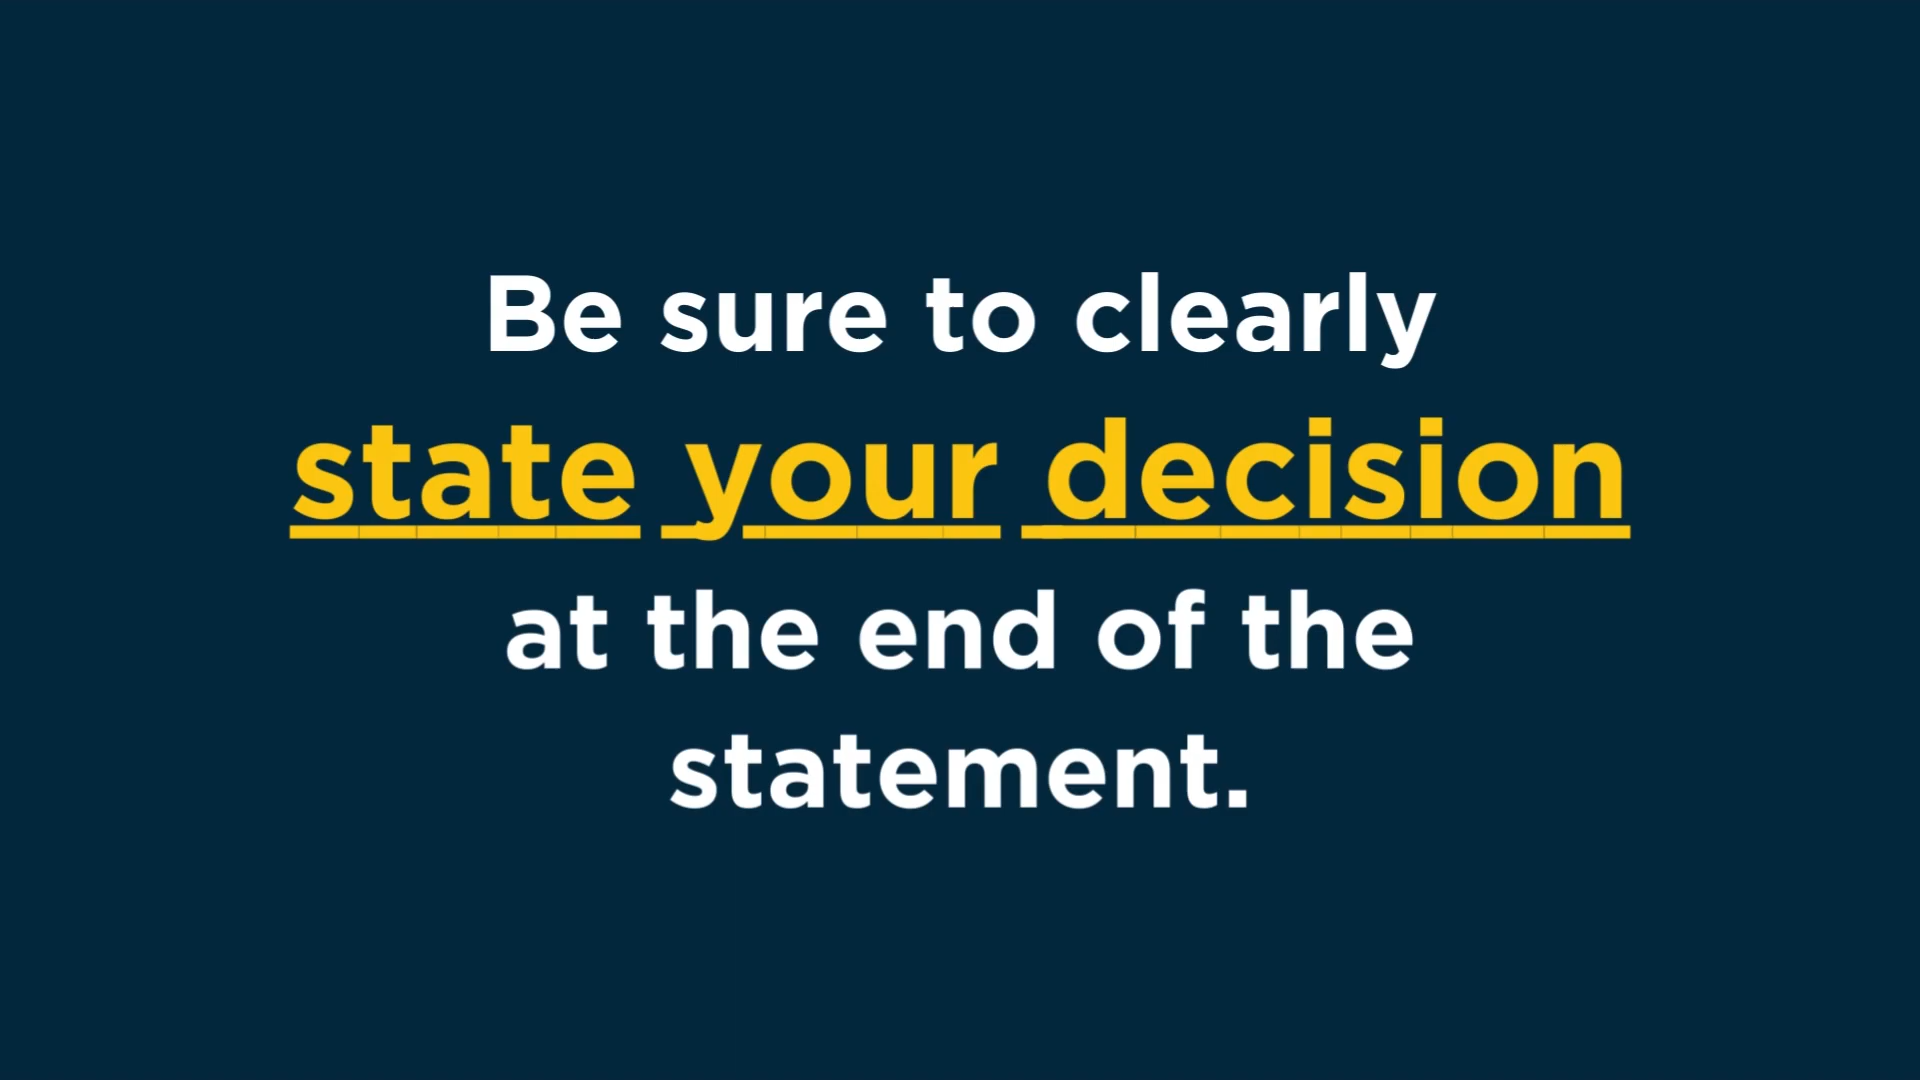 Be sure to clearly
state your decision
at the end of the
statement.